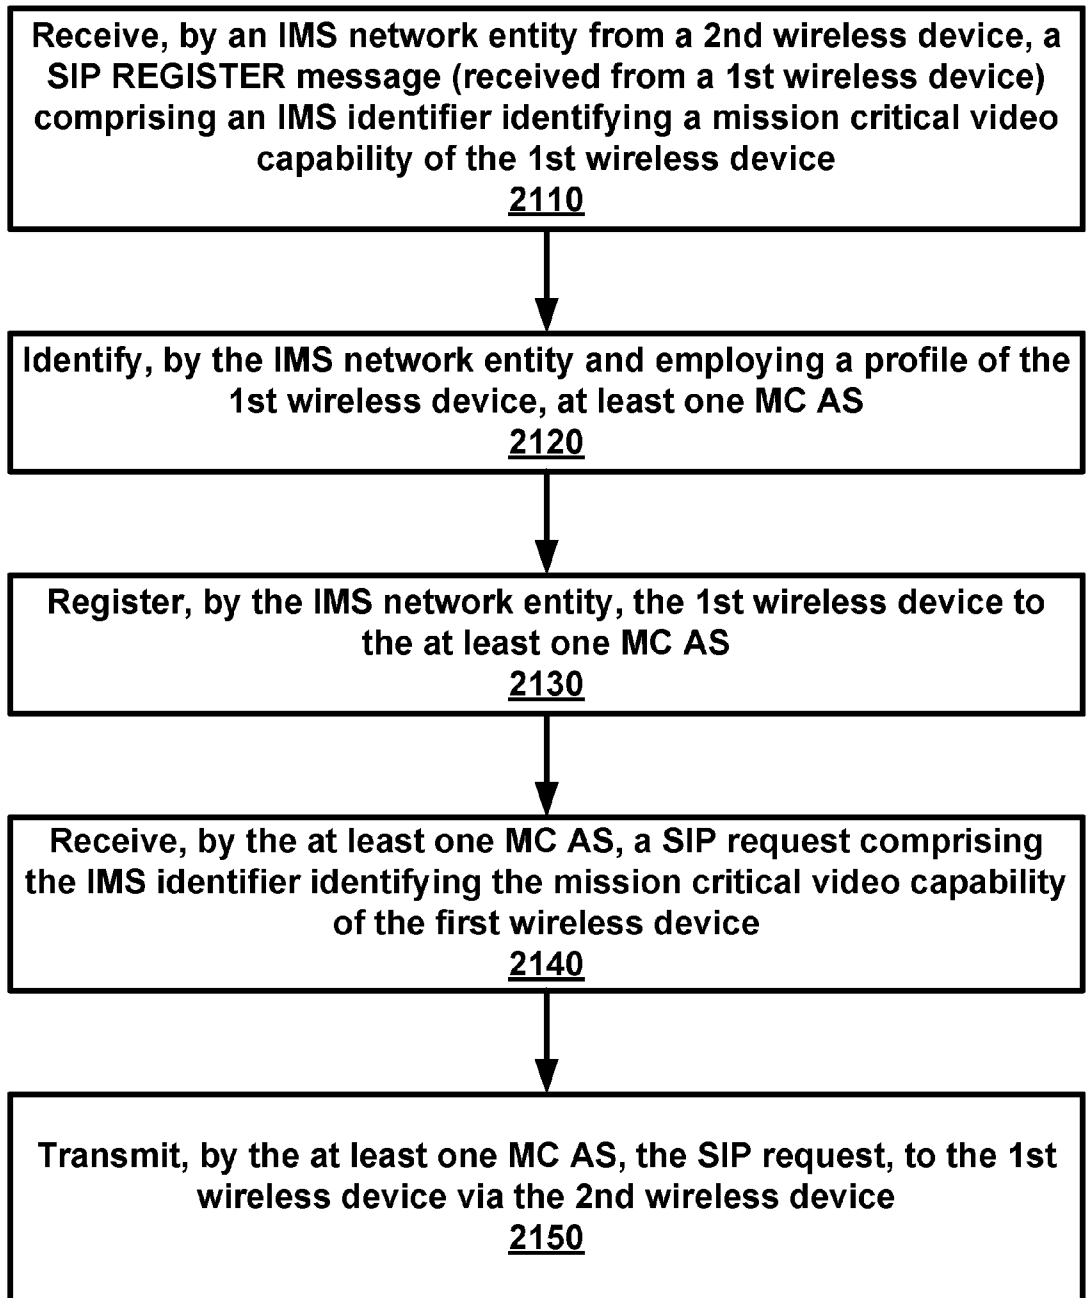 Receive, by an IMS network entity from a 2nd wireless device, a
SIP REGISTER message (received from a 1st wireless device)
comprising an IMS identifier identifying a mission critical video
capability of the 1st wireless device
2110
Identify, by the IMS network entity and employing a profile of the
1st wireless device, at least one MC AS
2120
Register, by the IMS network entity, the 1st wireless device to
the at least one MC AS
2130
Receive, by the at least one MC AS, a SIP request comprising
the IMS identifier identifying the mission critical video capability
of the first wireless device
2140
Transmit, by the at least one MC AS, the SIP request, to the 1st
wireless device via the 2nd wireless device
2150